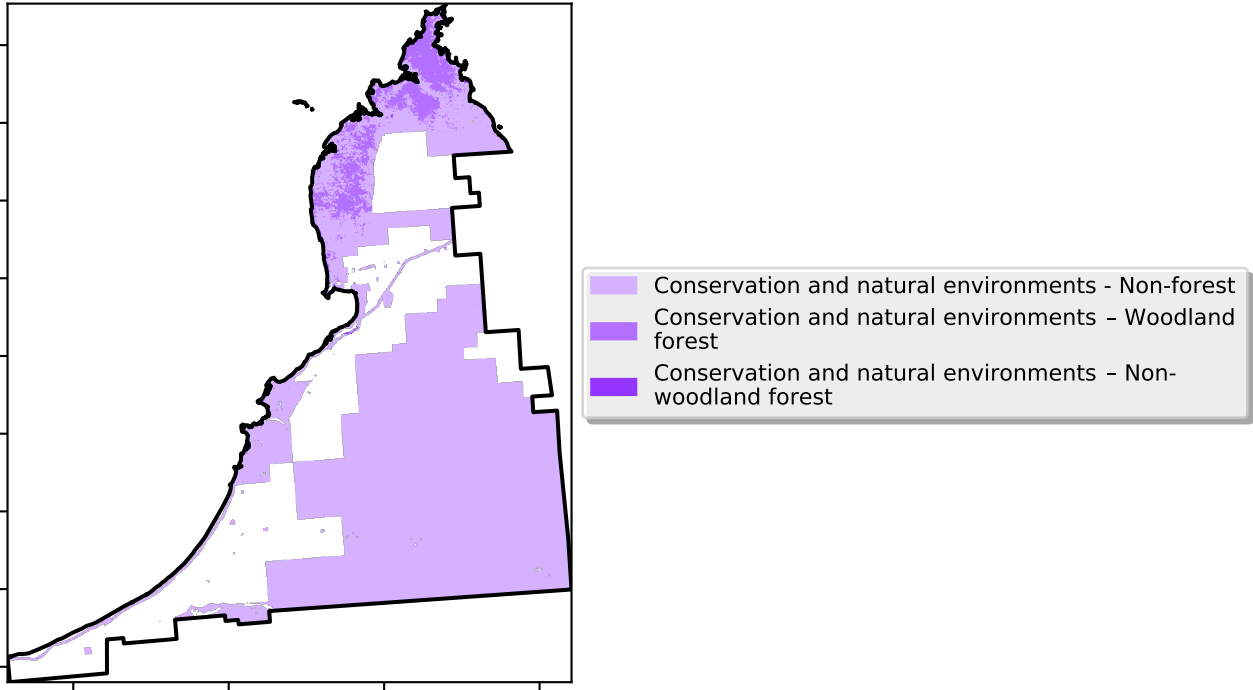 Conservation and natural environments - Non-forest
Conservation and natural environments – Woodland
forest
Conservation and natural environments – Non-
woodland forest